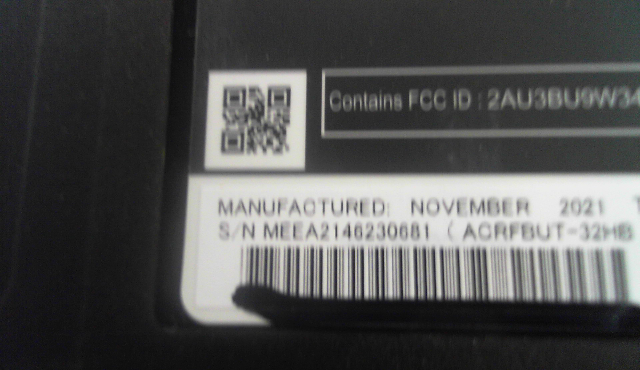 Contains FCC ID : 2AU3BU9W34
MANUFACTURED: NOVEMBER 2021 T
S/N MEEA2146230681 ( ACRFBUT-32HB